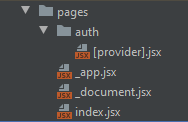 pages
auth
JSX [provider].jsx
JSX _app.jsx
JSX _document.jsx
JSX index.jsx